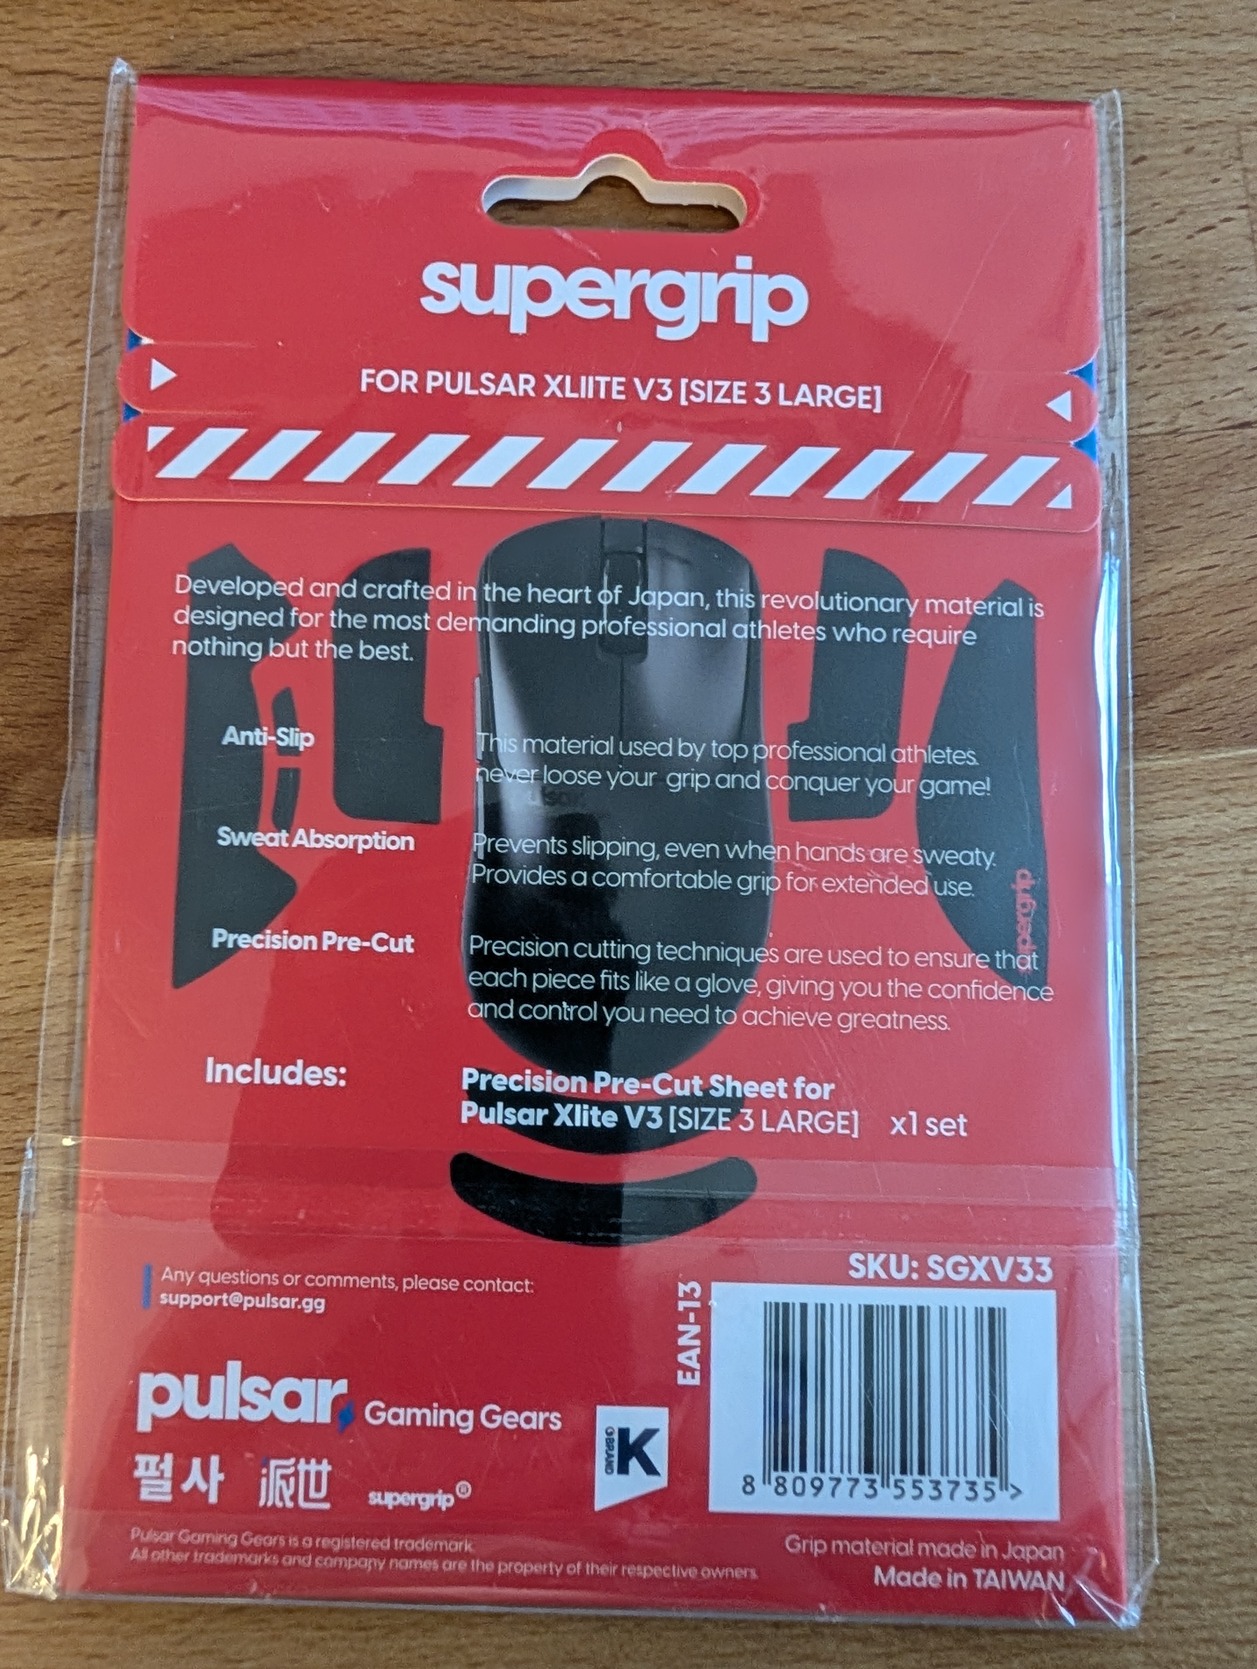 supergrip
FOR PULSAR XLIITE V3 [SIZE 3 LARGE]
Developed and crafted in the heart of Japan, this revolutionary material is
designed for the most demanding professional athletes who require
nothing but the best.
Anti-Slip
This material used by top professional athletes.
never loose your grip and conquer your game!
Sweat Absorption
Prevents slipping, even when hands are sweaty.
Provides a comfortable grip for extended use.
supergrip
Precision Pre-Cut
Precision cutting techniques are used to ensure that
each piece fits like a glove, giving you the confidence
and control you need to achieve greatness.
Includes:
Precision Pre-Cut Sheet for
Pulsar Xlite V3 [SIZE 3 LARGE] x1 set
Any questions or comments, please contact:
support@pulsar.gg
SKU: SGXV33
EAN-13
pulsar Gaming Gears
K
BRAND
펄사 派世 supergrip®
8 809773 553735 >
Pulsar Gaming Gears is a registered trademark.
All other trademarks and company names are the property of their respective owners.
Grip material made in Japan
Made in TAIWAN